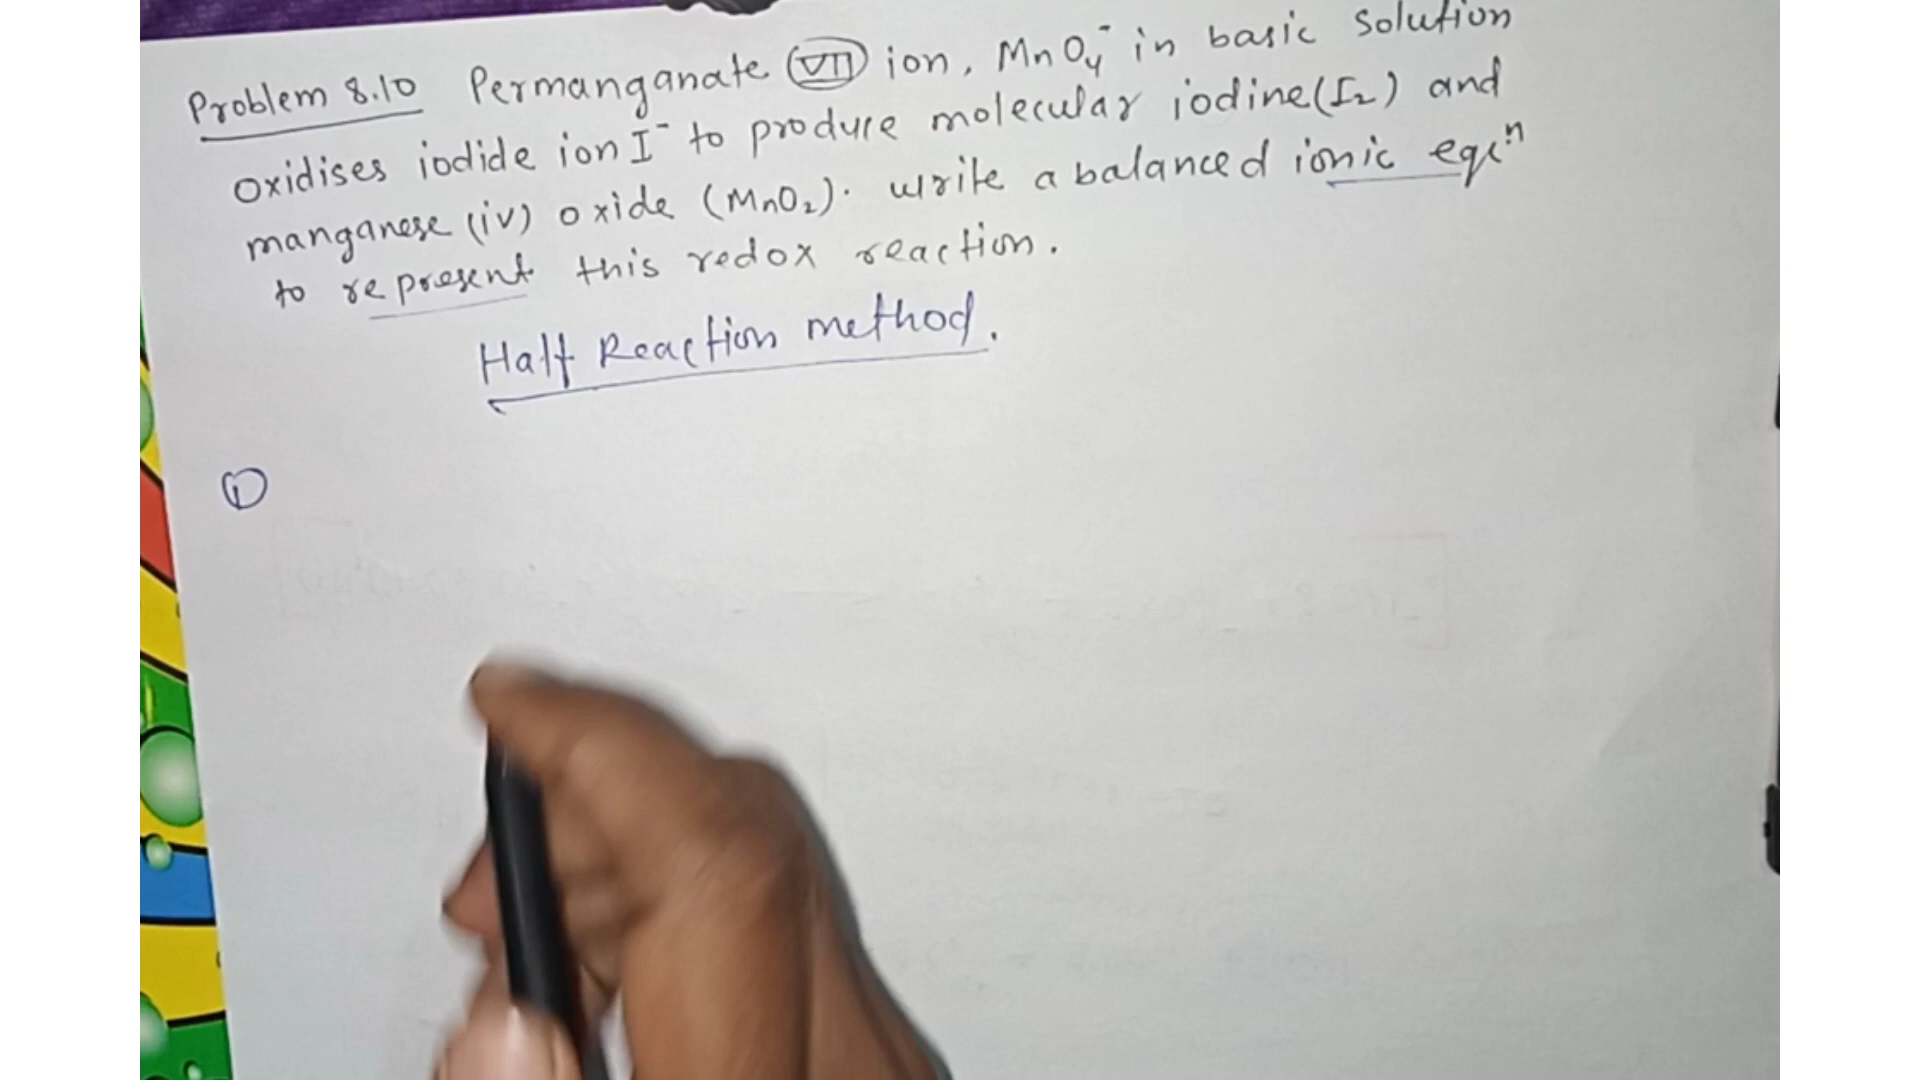 Problem 8.10 Permanganate (VII) ion, MnO₄⁻ in basic solution
oxidises iodide ion I⁻ to produce molecular iodine (I₂) and
manganese (iv) oxide (MnO₂). write a balanced ionic eqⁿ
to represent this redox reaction.
Half Reaction method.
①